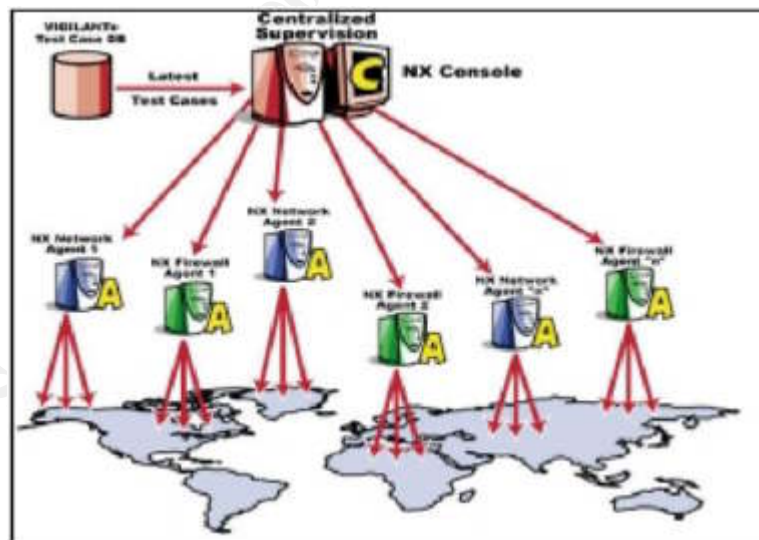 VIGILANTe
Test Case DB
Latest
Test Cases
Centralized
Supervision
C
NX Console
NX Network
Agent 1
NX Firewall
Agent 1
NX Network
Agent 2
NX Firewall
Agent 2
NX Network
Agent "n"
NX Firewall
Agent "n"
A
A
A
A
A
A